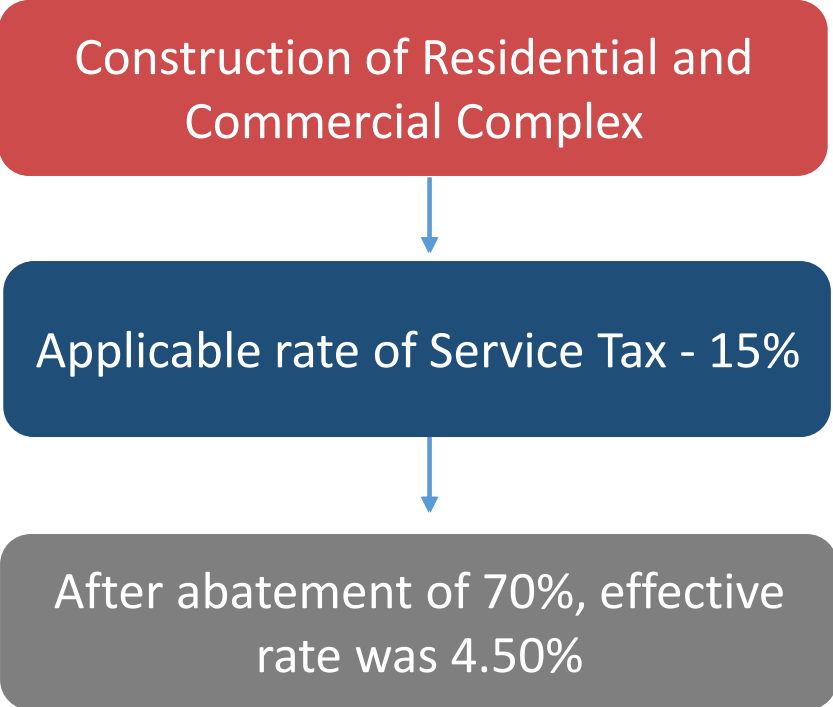 Construction of Residential and
Commercial Complex
Applicable rate of Service Tax - 15%
After abatement of 70%, effective
rate was 4.50%